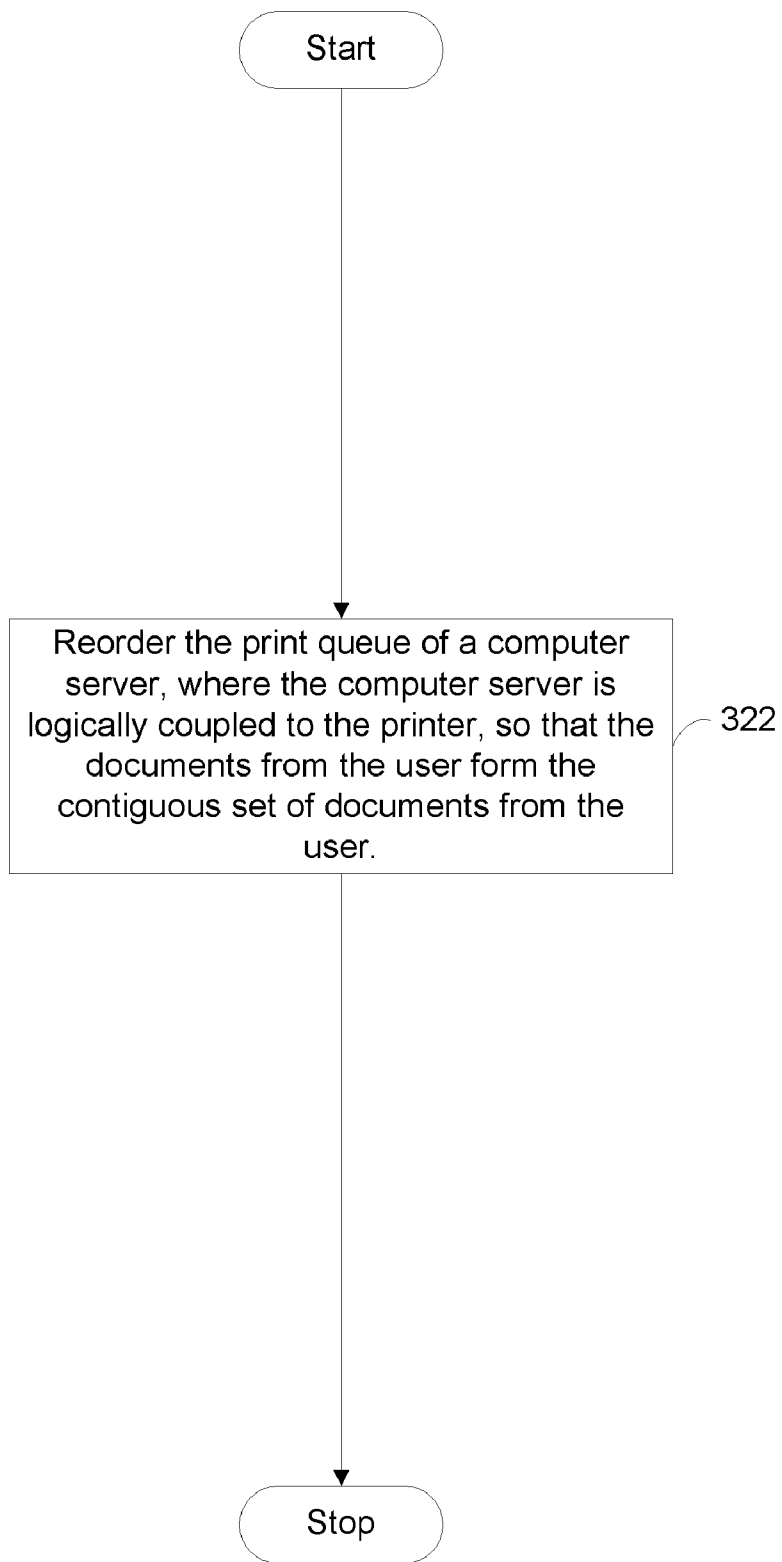 Start
Reorder the print queue of a computer
server, where the computer server is
logically coupled to the printer, so that the
documents from the user form the
contiguous set of documents from the
user.
322
Stop